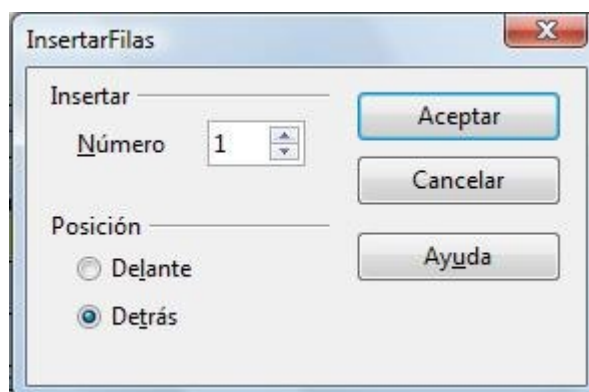 InsertarFilas
Insertar
Número 1
Posición
Delante
Detrás
Aceptar
Cancelar
Ayuda